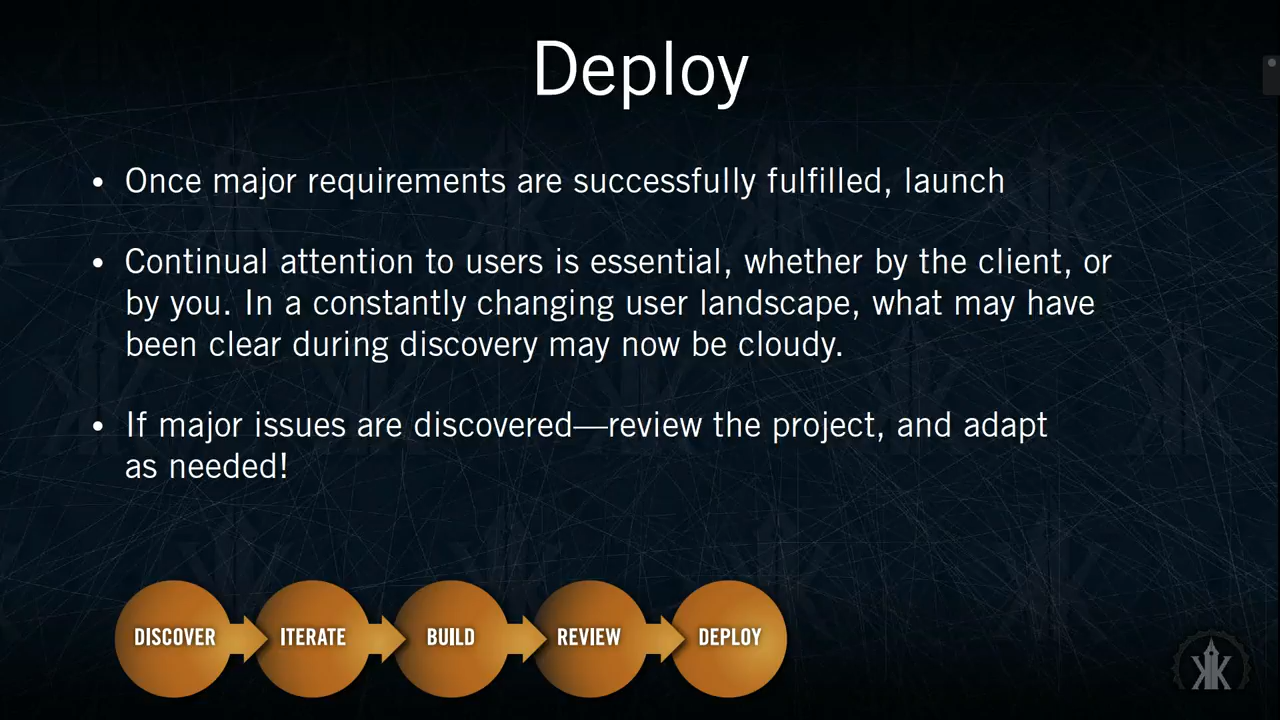 Deploy
• Once major requirements are successfully fulfilled, launch
• Continual attention to users is essential, whether by the client, or
by you. In a constantly changing user landscape, what may have
been clear during discovery may now be cloudy.
• If major issues are discovered—review the project, and adapt
as needed!
DISCOVER ITERATE BUILD REVIEW DEPLOY